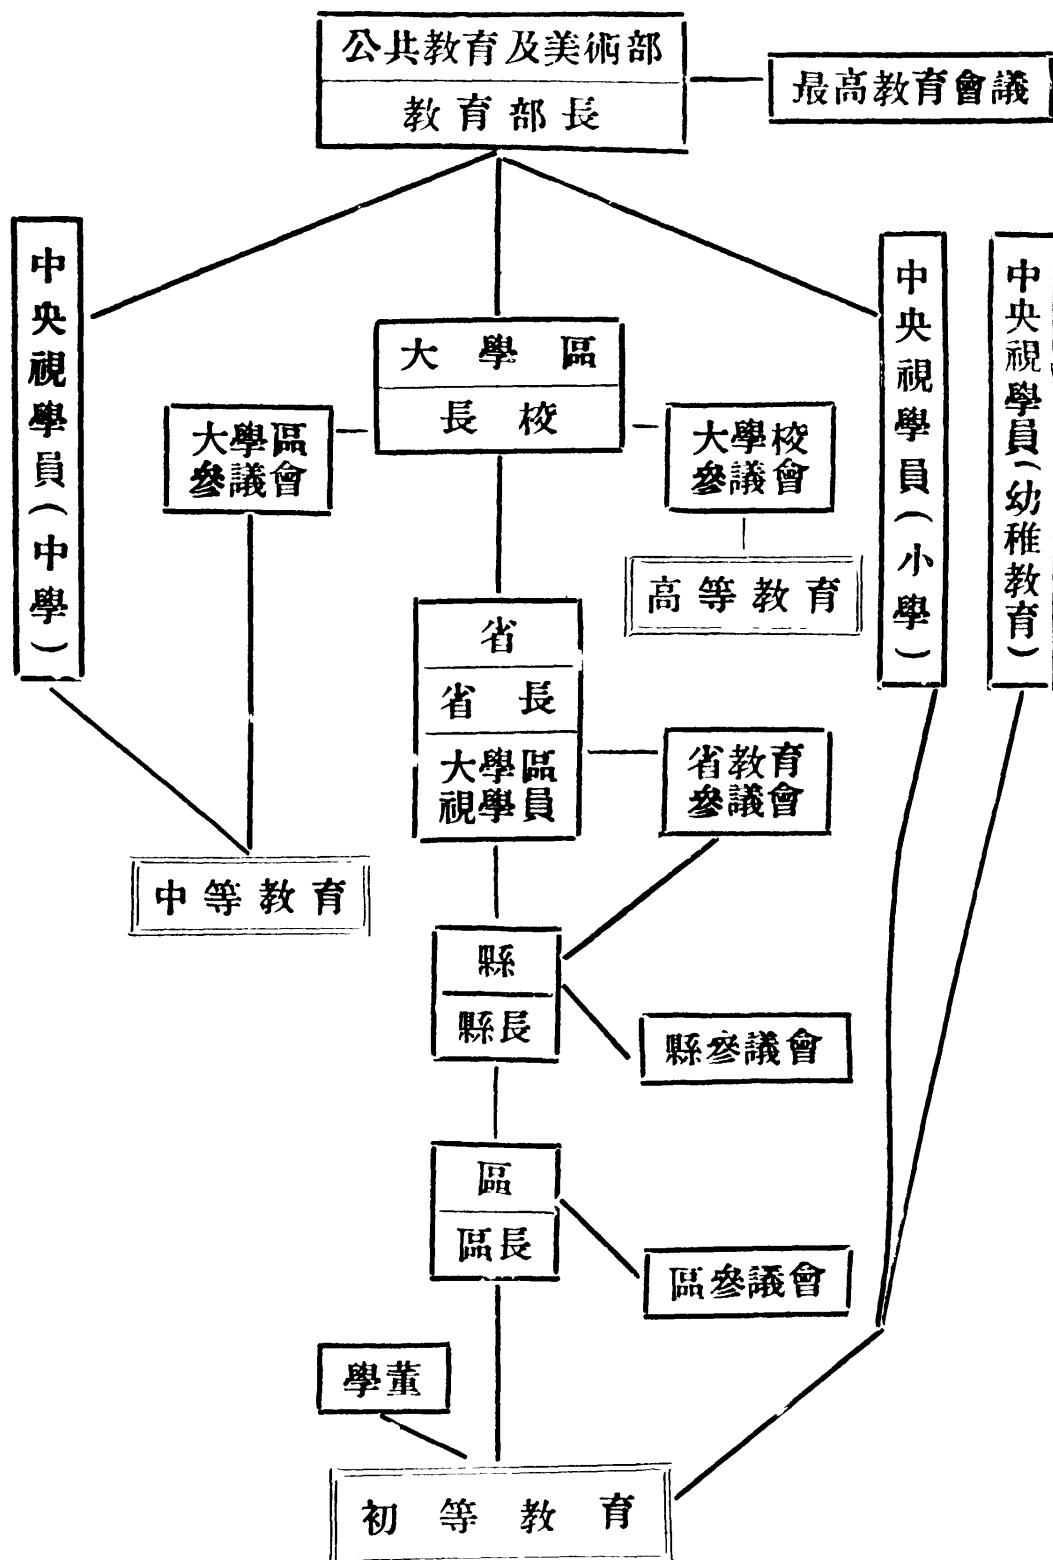 公共教育及美術部
教育部長
最高教育會議
中央視學員(中學)
大學區
長校
大學區
參議會
大學校
參議會
高等教育
中央視學員(小學)
中央視學員(幼稚教育)
省
省長
大學區
視學員
省教育
參議會
中等教育
縣
縣長
縣參議會
區
區長
區參議會
學董
初等教育